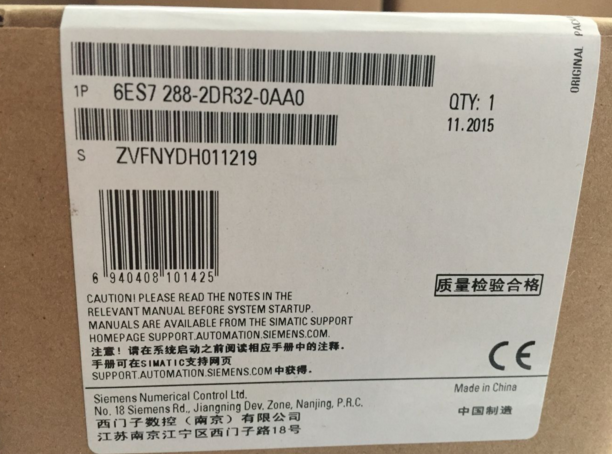 ORIGINAL
1P 6ES7 288-2DR32-0AA0
QTY: 1
11.2015
S ZVFNYDH011219
6 940408 101425
质量检验合格
CAUTION! PLEASE READ THE NOTES IN THE
RELEVANT MANUAL BEFORE SYSTEM STARTUP.
MANUALS ARE AVAILABLE FROM THE SIMATIC SUPPORT
HOMEPAGE SUPPORT.AUTOMATION.SIEMENS.COM.
注意！请在系统启动之前阅读相应手册中的注释。
手册可在SIMATIC支持网页
SUPPORT.AUTOMATION.SIEMENS.COM中获得。
CE
Siemens Numerical Control Ltd.
No. 18 Siemens Rd., Jiangning Dev. Zone, Nanjing, P.R.C.
西门子数控（南京）有限公司
江苏南京江宁区西门子路18号
Made in China
中国制造